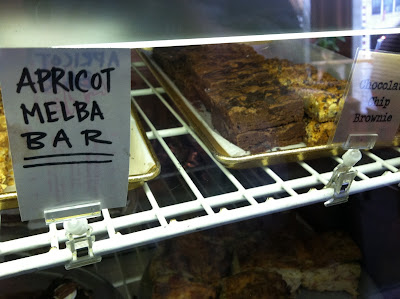 APRICOT
MELBA
BAR
Chocolate
Chip
Brownie